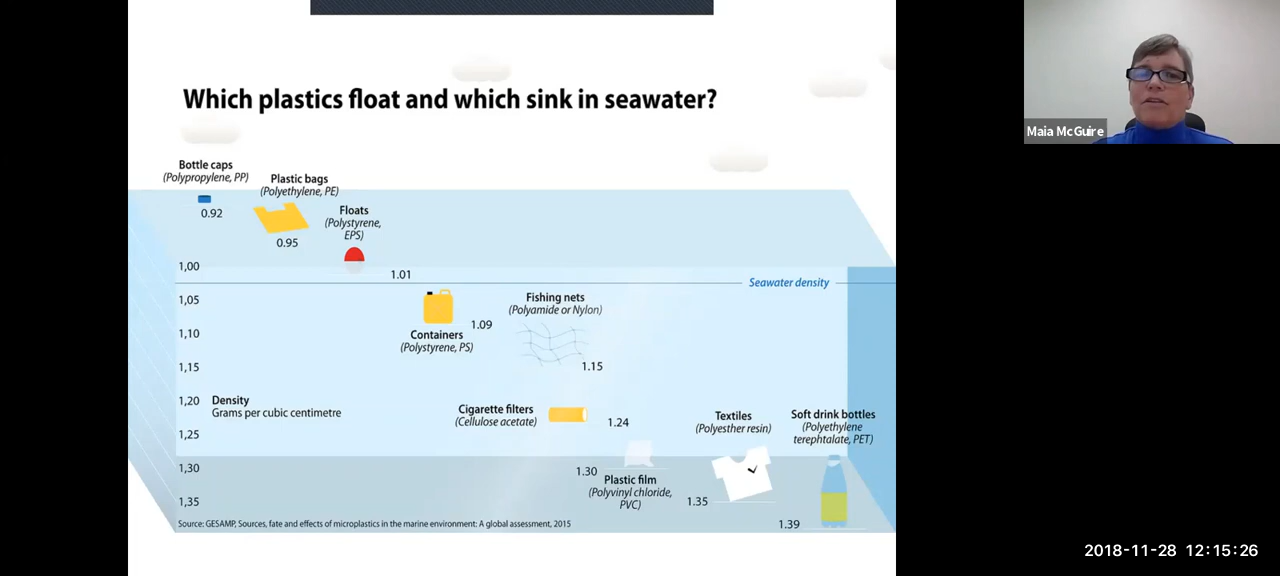 Which plastics float and which sink in seawater?
Bottle caps
(Polypropylene, PP)
0.92
Plastic bags
(Polyethylene, PE)
0.95
Floats
(Polystyrene,
EPS)
1.01
1,00
Seawater density
1,05
Containers
(Polystyrene, PS)
1.09
Fishing nets
(Polyamide or Nylon)
1.15
1,10
1,15
1,20
Density
Grams per cubic centimetre
Cigarette filters
(Cellulose acetate)
1.24
1,25
1,30
1.30
Plastic film
(Polyvinyl chloride,
PVC)
Textiles
(Polyesther resin)
1.35
Soft drink bottles
(Polyethylene
terephtalate, PET)
1.39
1,35
Source: GESAMP, Sources, fate and effects of microplastics in the marine environment: A global assessment, 2015
Maia McGuire
2018-11-28 12:15:26